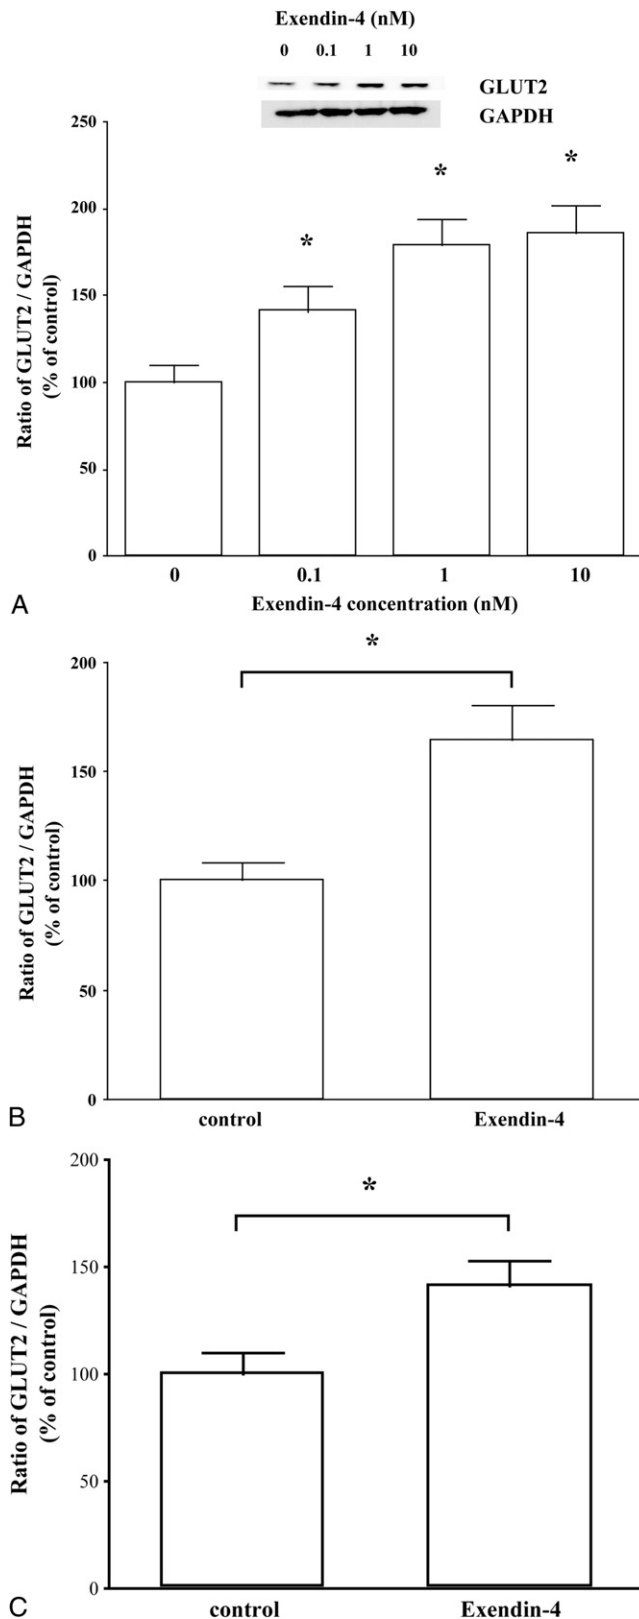 Exendin-4 (nM)
0 0.1 1 10
GLUT2
GAPDH
250
200
150
100
50
0
Ratio of GLUT2 / GAPDH
(% of control)
*
*
*
0 0.1 1 10
Exendin-4 concentration (nM)
A
200
150
100
50
0
Ratio of GLUT2 / GAPDH
(% of control)
*
control Exendin-4
B
200
150
100
50
0
Ratio of GLUT2 / GAPDH
(% of control)
*
control Exendin-4
C